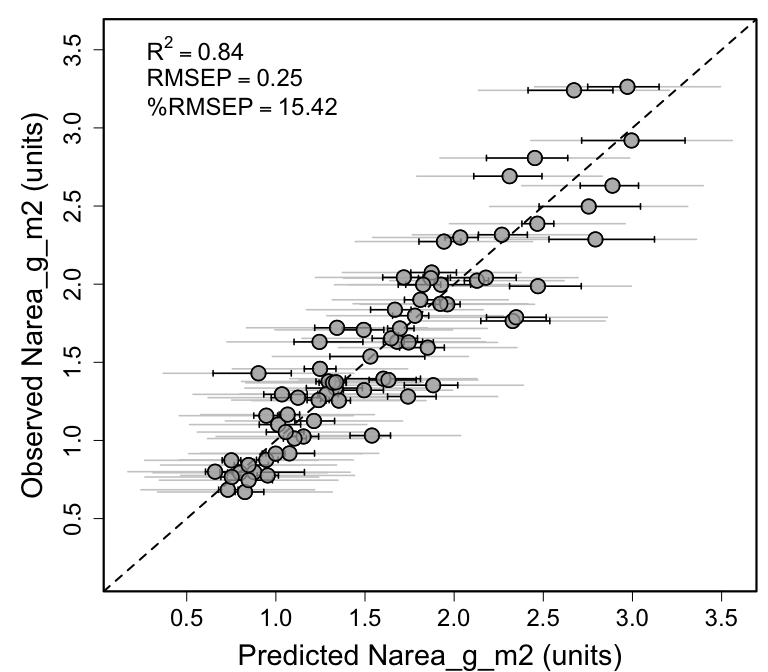 R2 = 0.84
RMSEP = 0.25
%RMSEP = 15.42
Observed Narea_g_m2 (units)
3.5
3.0
2.5
2.0
1.5
1.0
0.5
0.5 1.0 1.5 2.0 2.5 3.0 3.5
Predicted Narea_g_m2 (units)